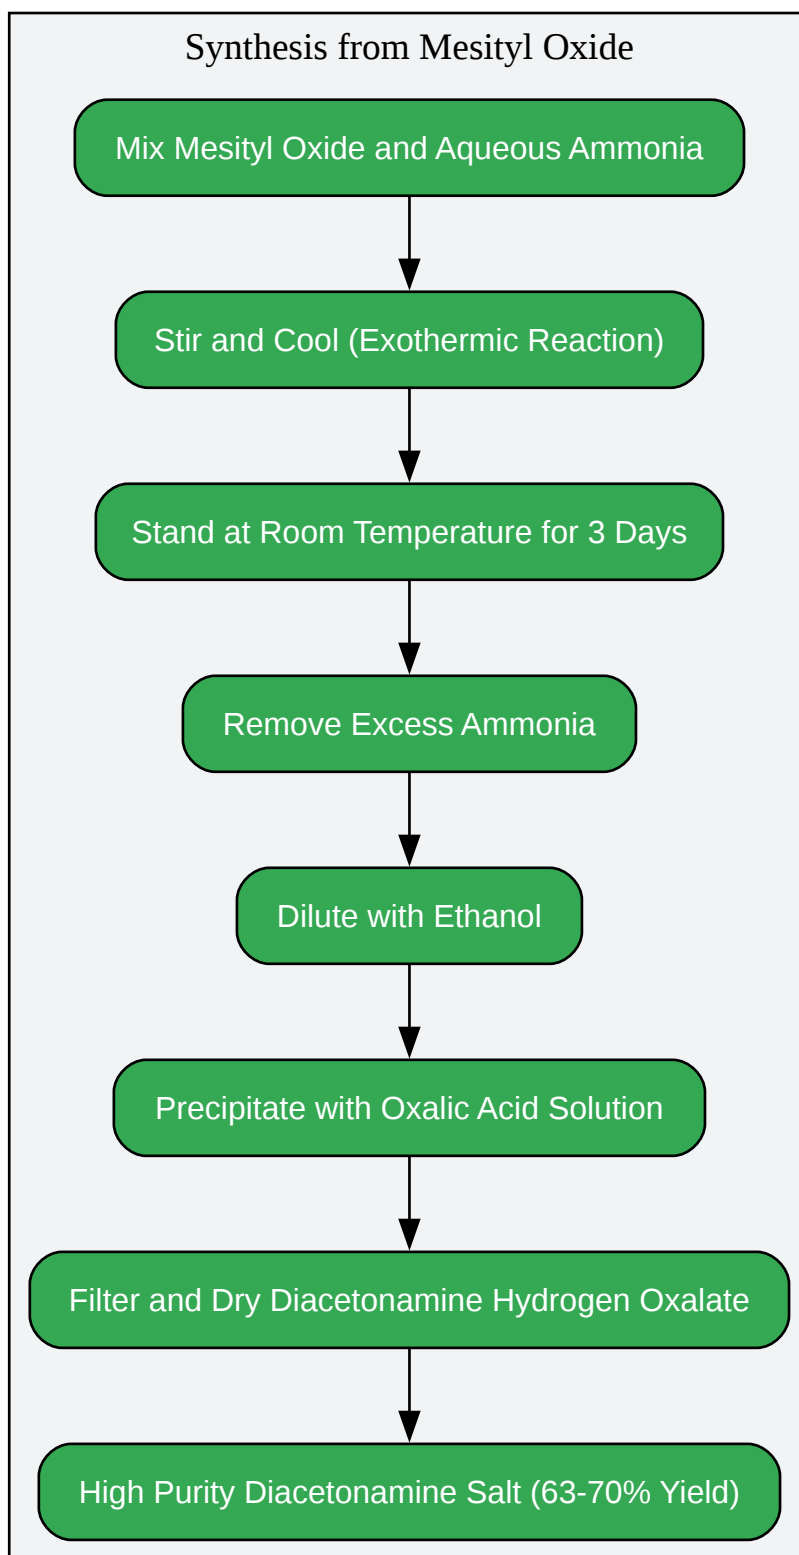 Synthesis from Mesityl Oxide
Mix Mesityl Oxide and Aqueous Ammonia
Stir and Cool (Exothermic Reaction)
Stand at Room Temperature for 3 Days
Remove Excess Ammonia
Dilute with Ethanol
Precipitate with Oxalic Acid Solution
Filter and Dry Diacetonamine Hydrogen Oxalate
High Purity Diacetonamine Salt (63-70% Yield)